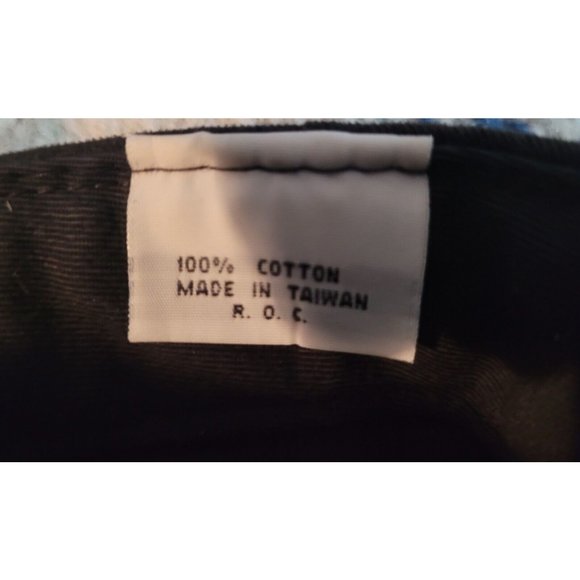 100% COTTON
MADE IN TAIWAN
R. O. C.